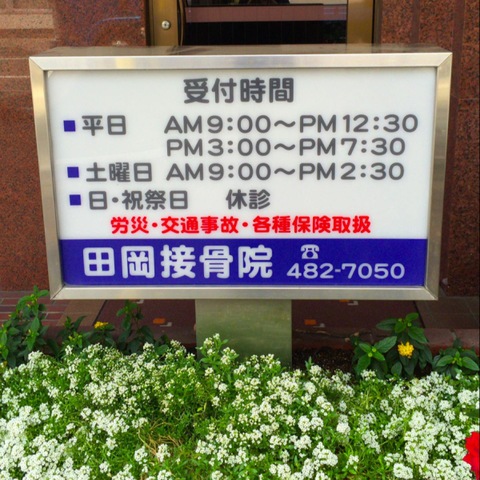 受付時間
■平日 AM9:00～PM12:30
PM3:00～PM7:30
■土曜日 AM9:00～PM2:30
■日・祝祭日 休診
労災・交通事故・各種保険取扱
田岡接骨院 ☎ 482-7050